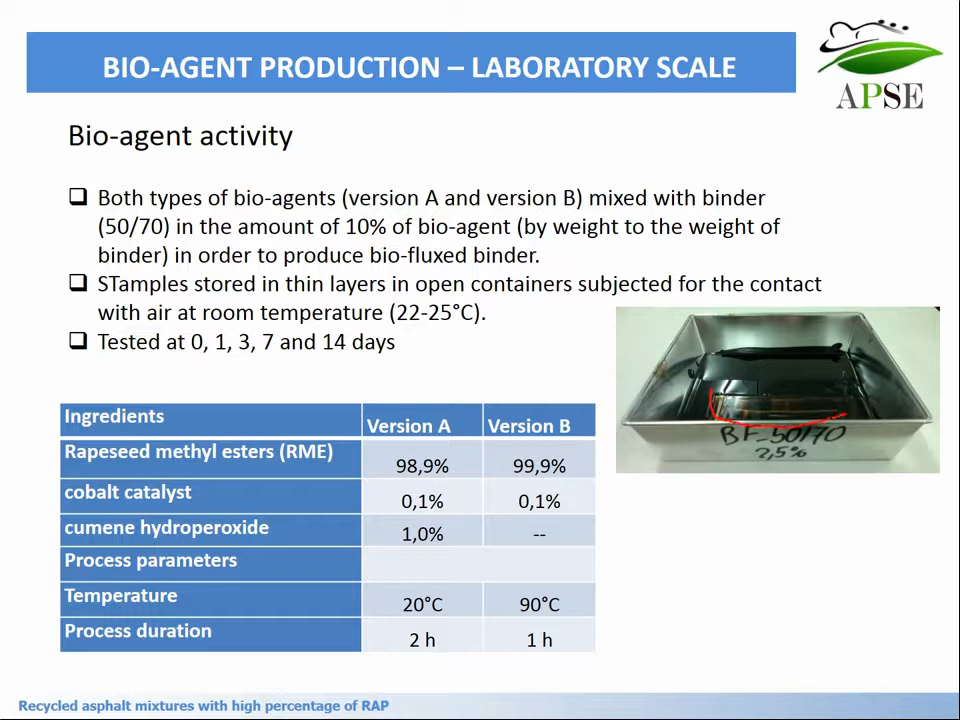 BIO-AGENT PRODUCTION – LABORATORY SCALE
APSE
Bio-agent activity
Both types of bio-agents (version A and version B) mixed with binder
(50/70) in the amount of 10% of bio-agent (by weight to the weight of
binder) in order to produce bio-fluxed binder.
STamples stored in thin layers in open containers subjected for the contact
with air at room temperature (22-25°C).
Tested at 0, 1, 3, 7 and 14 days
BF-50/70
2,5%
Ingredients Version A Version B
Rapeseed methyl esters (RME) 98,9% 99,9%
cobalt catalyst 0,1% 0,1%
cumene hydroperoxide 1,0% --
Process parameters
Temperature 20°C 90°C
Process duration 2 h 1 h
Recycled asphalt mixtures with high percentage of RAP